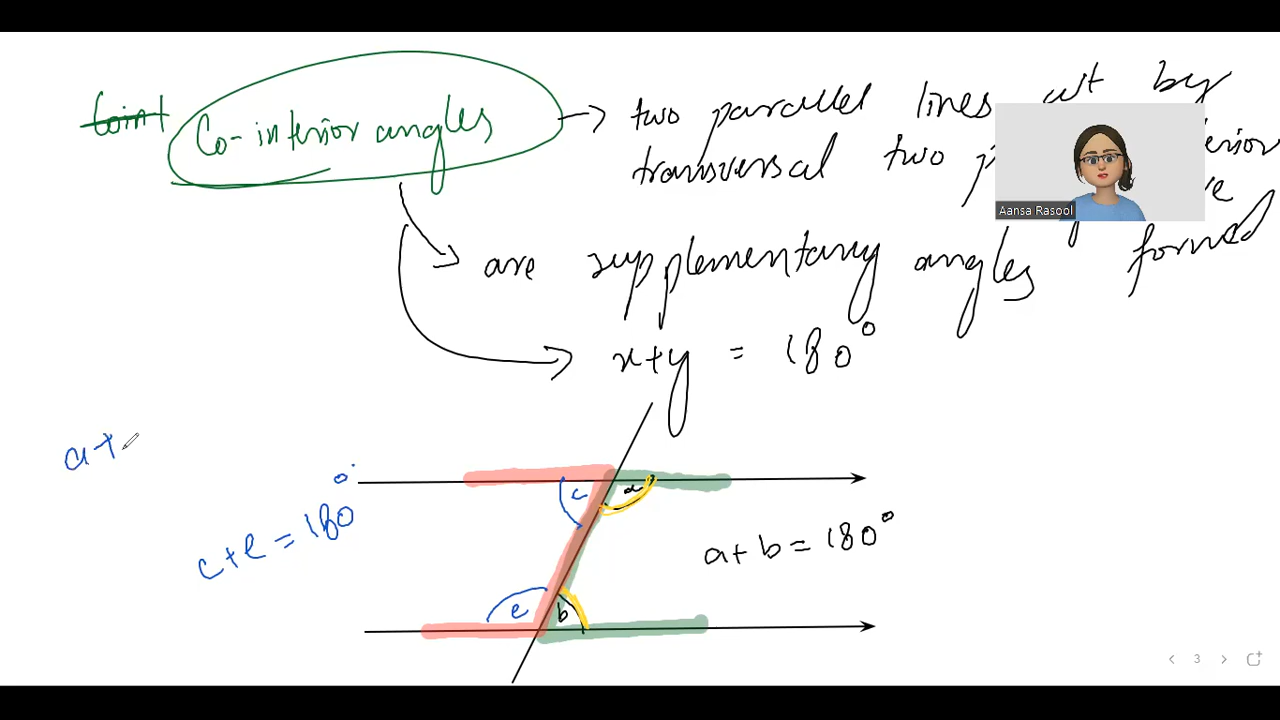 Co-interior angles → two parallel lines cut by
transversal two
are supplementary angles formed
x+y = 180°
a+
c+e=180°
c
a
a+b=180°
e
b
Aansa Rasool
3